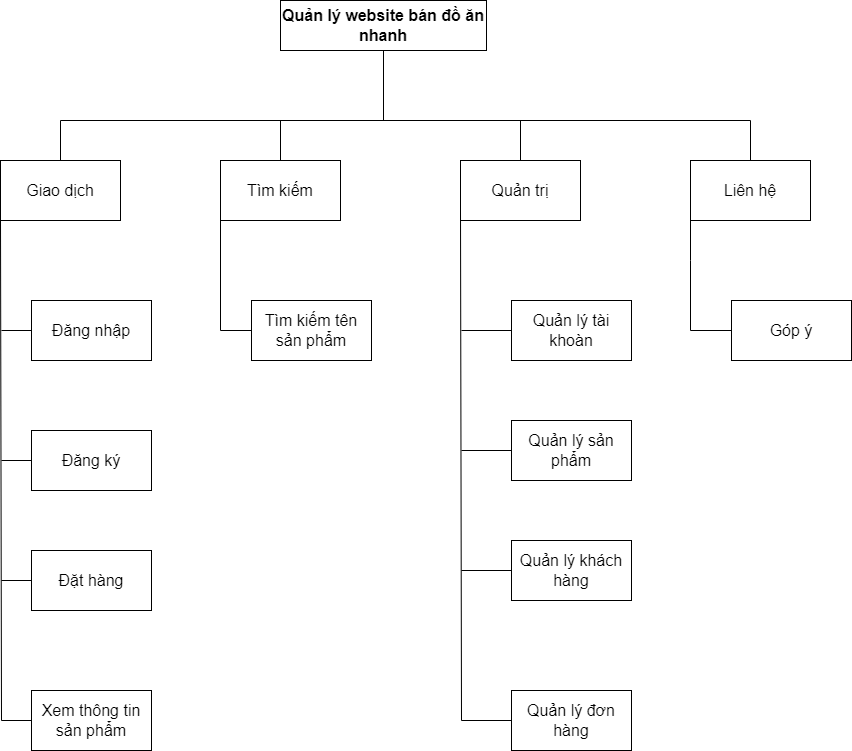 Quản lý website bán đồ ăn
nhanh
Giao dịch
Tìm kiếm
Quản trị
Liên hệ
Đăng nhập
Tìm kiếm tên
sản phẩm
Quản lý tài
khoàn
Góp ý
Đăng ký
Quản lý sản
phẩm
Đặt hàng
Quản lý khách
hàng
Xem thông tin
sản phẩm
Quản lý đơn
hàng